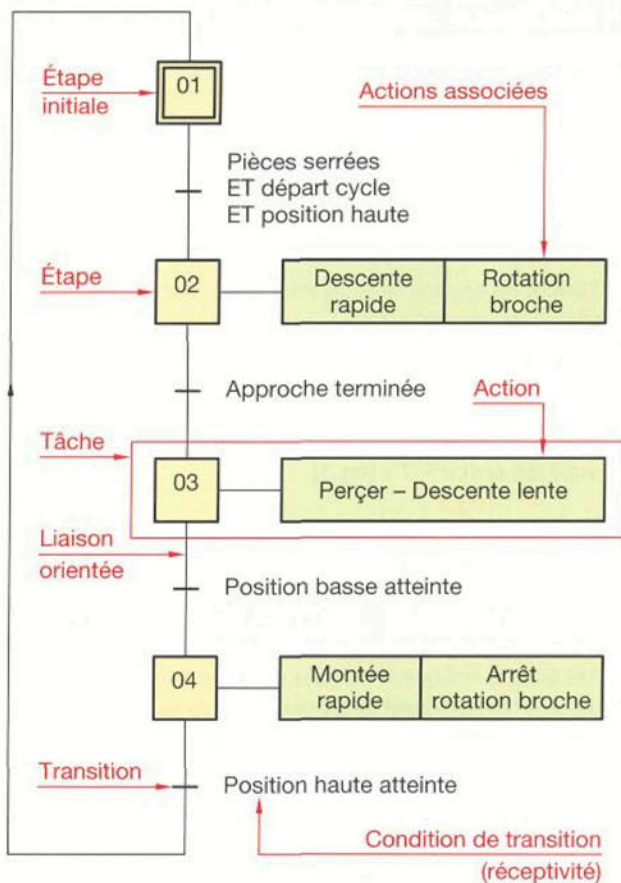 Étape
initiale
01
Actions associées
Pièces serrées
ET départ cycle
ET position haute
Étape
02
Descente
rapide
Rotation
broche
Approche terminée
Action
Tâche
03
Perçer – Descente lente
Liaison
orientée
Position basse atteinte
04
Montée
rapide
Arrêt
rotation broche
Transition
Position haute atteinte
Condition de transition
(réceptivité)